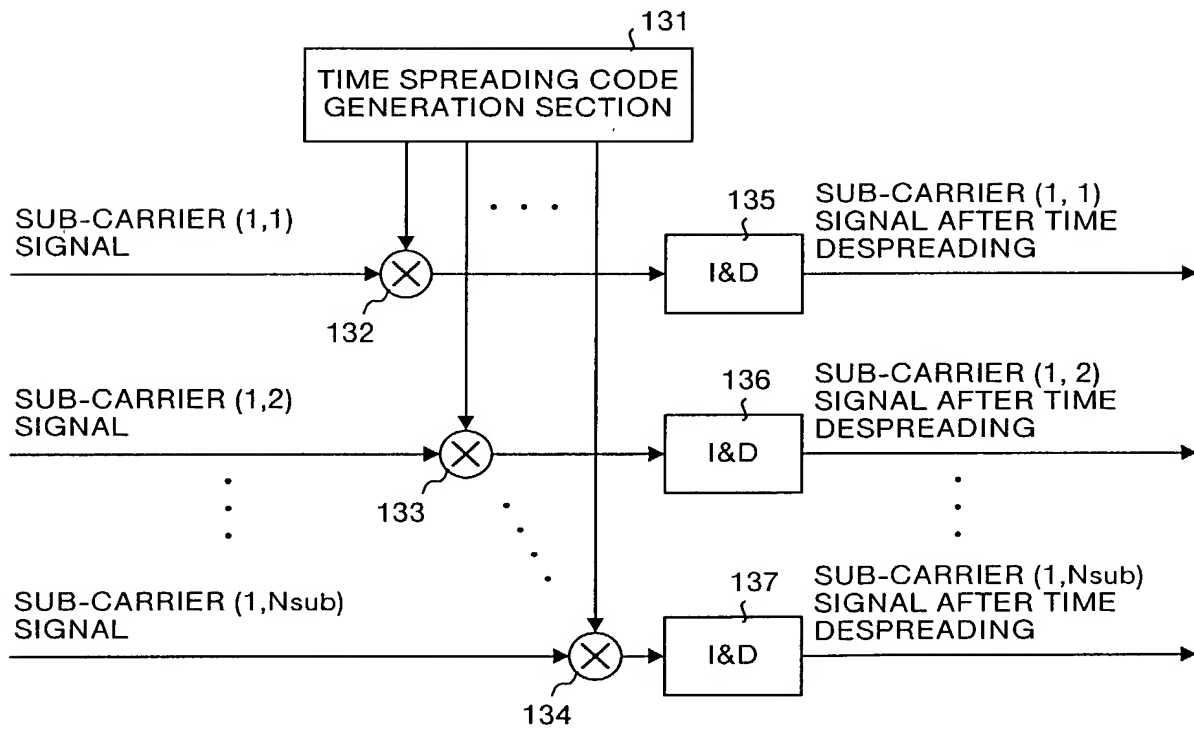 131
TIME SPREADING CODE
GENERATION SECTION
SUB-CARRIER (1,1)
SIGNAL
132
135
I&D
SUB-CARRIER (1, 1)
SIGNAL AFTER TIME
DESPREADING
SUB-CARRIER (1,2)
SIGNAL
133
136
I&D
SUB-CARRIER (1, 2)
SIGNAL AFTER TIME
DESPREADING
SUB-CARRIER (1,Nsub)
SIGNAL
134
137
I&D
SUB-CARRIER (1,Nsub)
SIGNAL AFTER TIME
DESPREADING